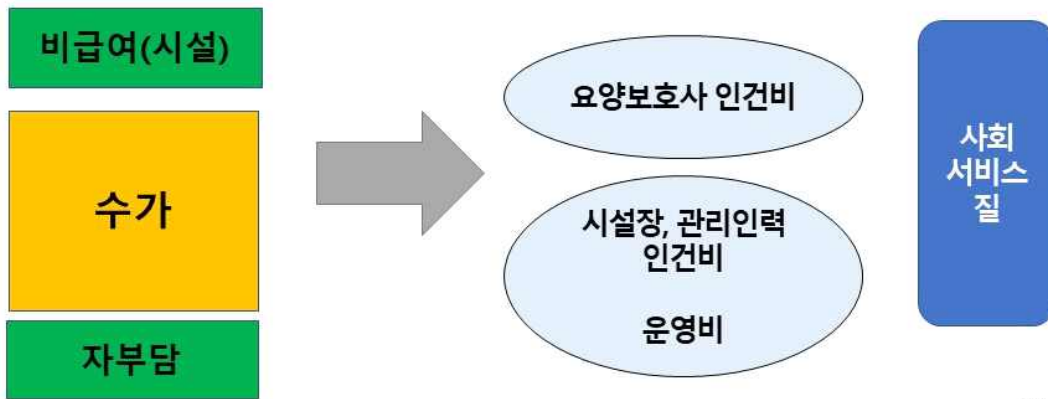 비급여(시설)
수가
자부담
요양보호사 인건비
시설장, 관리인력
인건비
운영비
사회
서비스
질